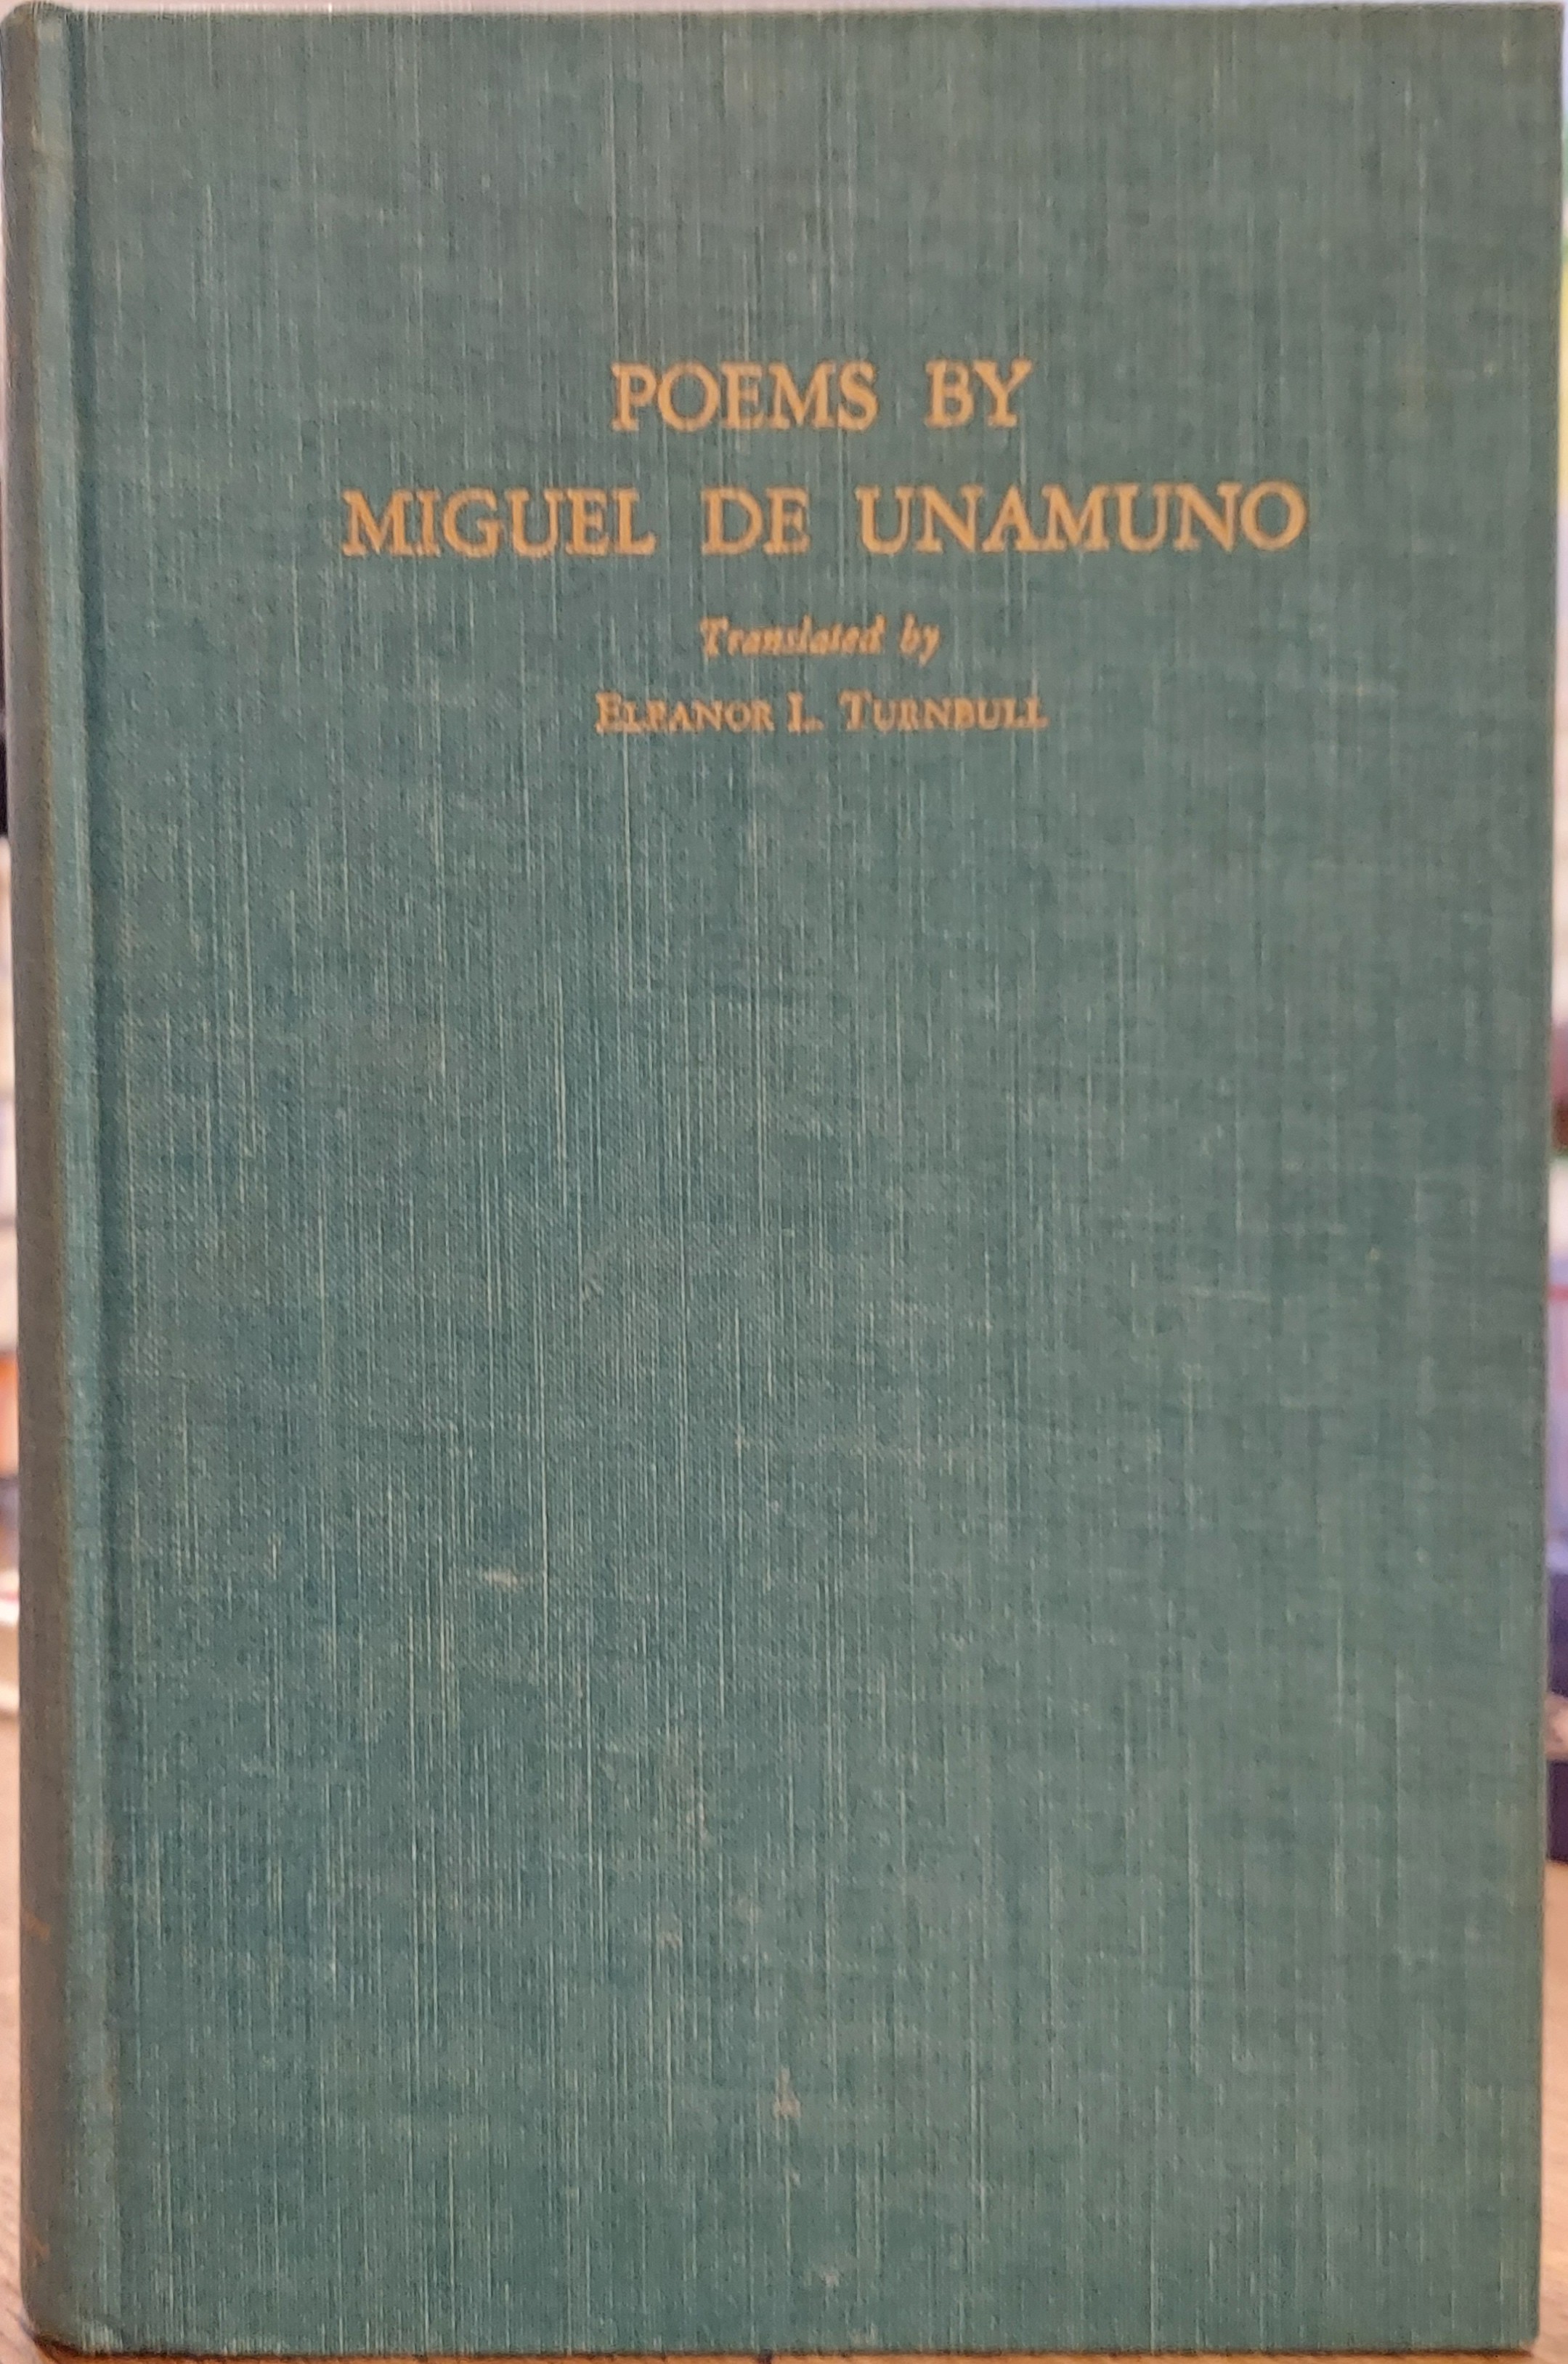 POEMS BY
MIGUEL DE UNAMUNO
Translated by
ELEANOR L. TURNBULL